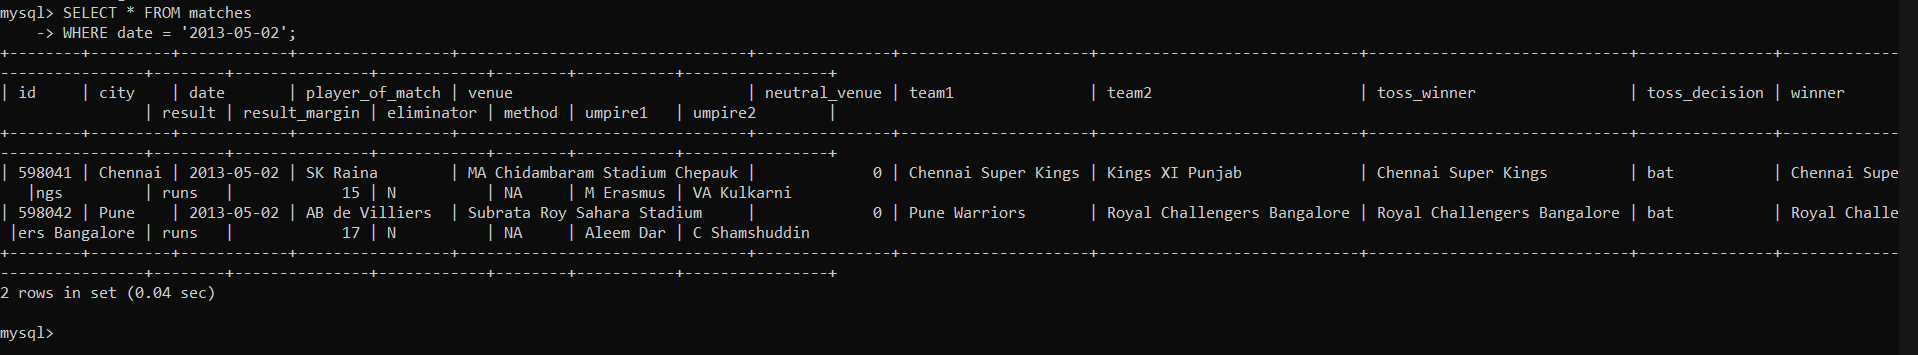 mysql> SELECT * FROM matches
    -> WHERE date = '2013-05-02';
+--------+---------+------------+------------------+--------------------------------+---------------+---------------------+-----------------------------+-----------------------------+---------------+-------------
----------------+--------+---------------+------------+--------+-----------+----------------+
| id     | city    | date       | player_of_match | venue                          | neutral_venue | team1               | team2                       | toss_winner                 | toss_decision | winner
                | result | result_margin | eliminator | method | umpire1   | umpire2        |
+--------+---------+------------+------------------+--------------------------------+---------------+---------------------+-----------------------------+-----------------------------+---------------+-------------
----------------+--------+---------------+------------+--------+-----------+----------------+
| 598041 | Chennai | 2013-05-02 | SK Raina        | MA Chidambaram Stadium Chepauk |             0 | Chennai Super Kings | Kings XI Punjab             | Chennai Super Kings         | bat           | Chennai Supe
   |ngs         | runs   |            15 | N          | NA     | M Erasmus | VA Kulkarni
| 598042 | Pune    | 2013-05-02 | AB de Villiers  | Subrata Roy Sahara Stadium     |             0 | Pune Warriors       | Royal Challengers Bangalore | Royal Challengers Bangalore | bat           | Royal Challe
 |ers Bangalore | runs   |            17 | N          | NA     | Aleem Dar | C Shamshuddin
+--------+---------+------------+------------------+--------------------------------+---------------+---------------------+-----------------------------+-----------------------------+---------------+-------------
----------------+--------+---------------+------------+--------+-----------+----------------+
2 rows in set (0.04 sec)
mysql>